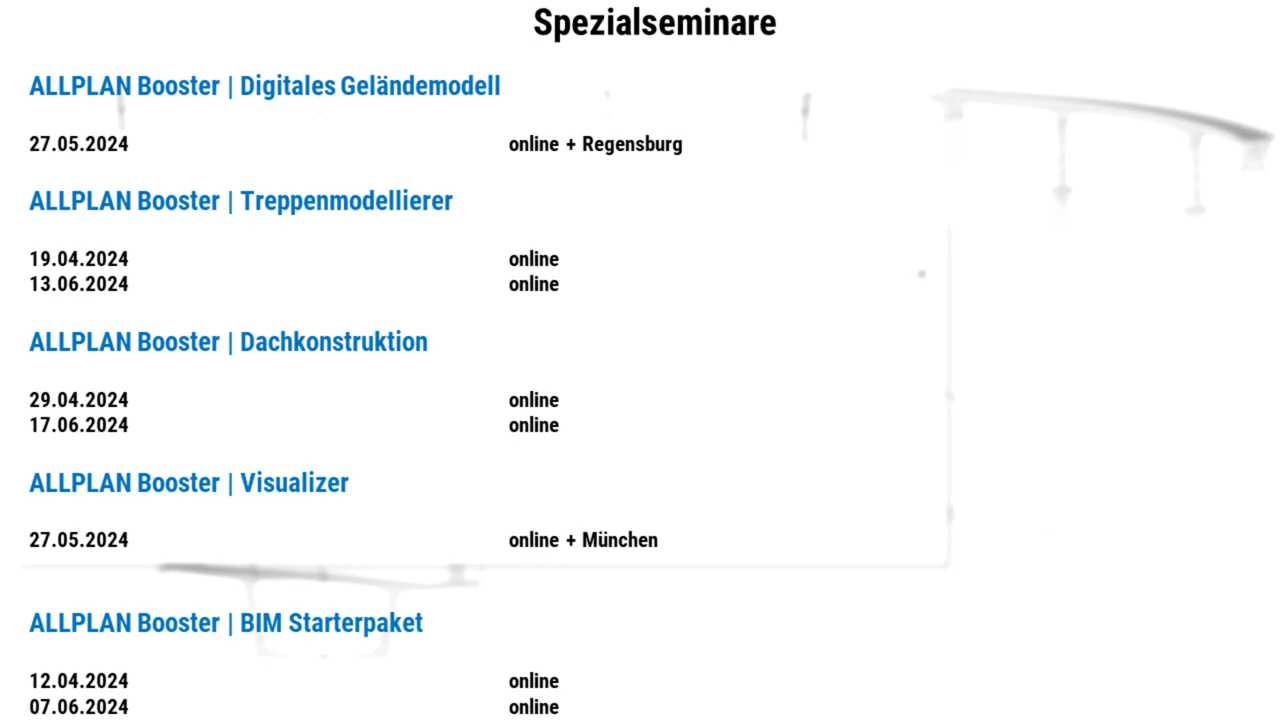 Spezialseminare
ALLPLAN Booster | Digitales Geländemodell
27.05.2024 online + Regensburg
ALLPLAN Booster | Treppenmodellierer
19.04.2024 online
13.06.2024 online
ALLPLAN Booster | Dachkonstruktion
29.04.2024 online
17.06.2024 online
ALLPLAN Booster | Visualizer
27.05.2024 online + München
ALLPLAN Booster | BIM Starterpaket
12.04.2024 online
07.06.2024 online